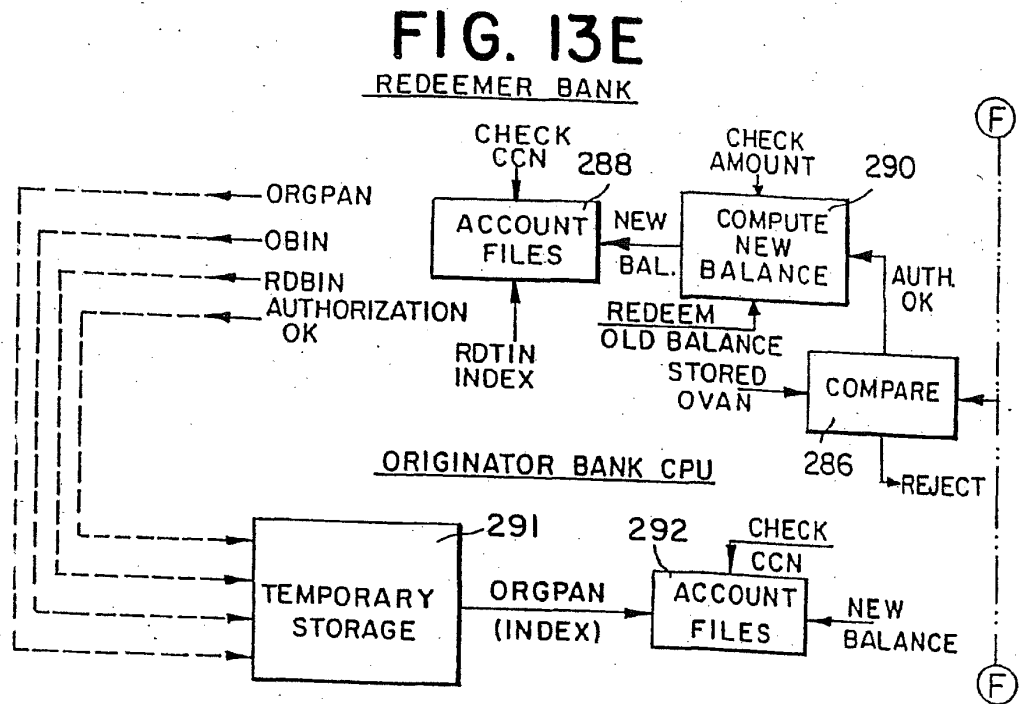 FIG. 13E
REDEEMER BANK
F
CHECK
CCN
288
CHECK
AMOUNT
290
ORGPAN
OBIN
RDBIN
AUTHORIZATION
OK
ACCOUNT
FILES
NEW
BAL.
COMPUTE
NEW
BALANCE
AUTH.
OK
RDTIN
INDEX
REDEEM
OLD BALANCE
STORED
OVAN
COMPARE
286
REJECT
ORIGINATOR BANK CPU
291
TEMPORARY
STORAGE
ORGPAN
(INDEX)
292
CHECK
CCN
ACCOUNT
FILES
NEW
BALANCE
F